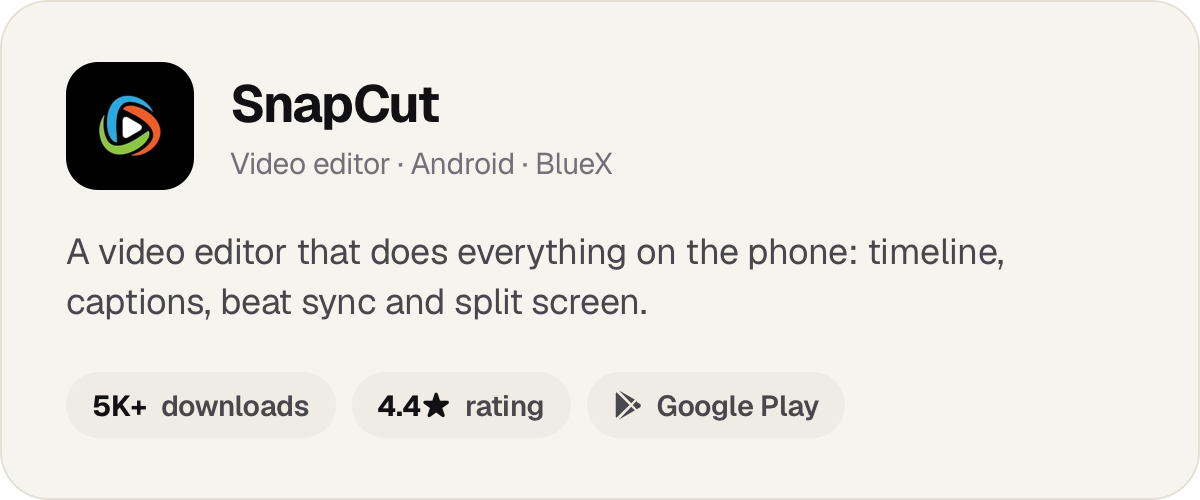 SnapCut
Video editor · Android · BlueX
A video editor that does everything on the phone: timeline,
captions, beat sync and split screen.
5K+ downloads 4.4★ rating Google Play